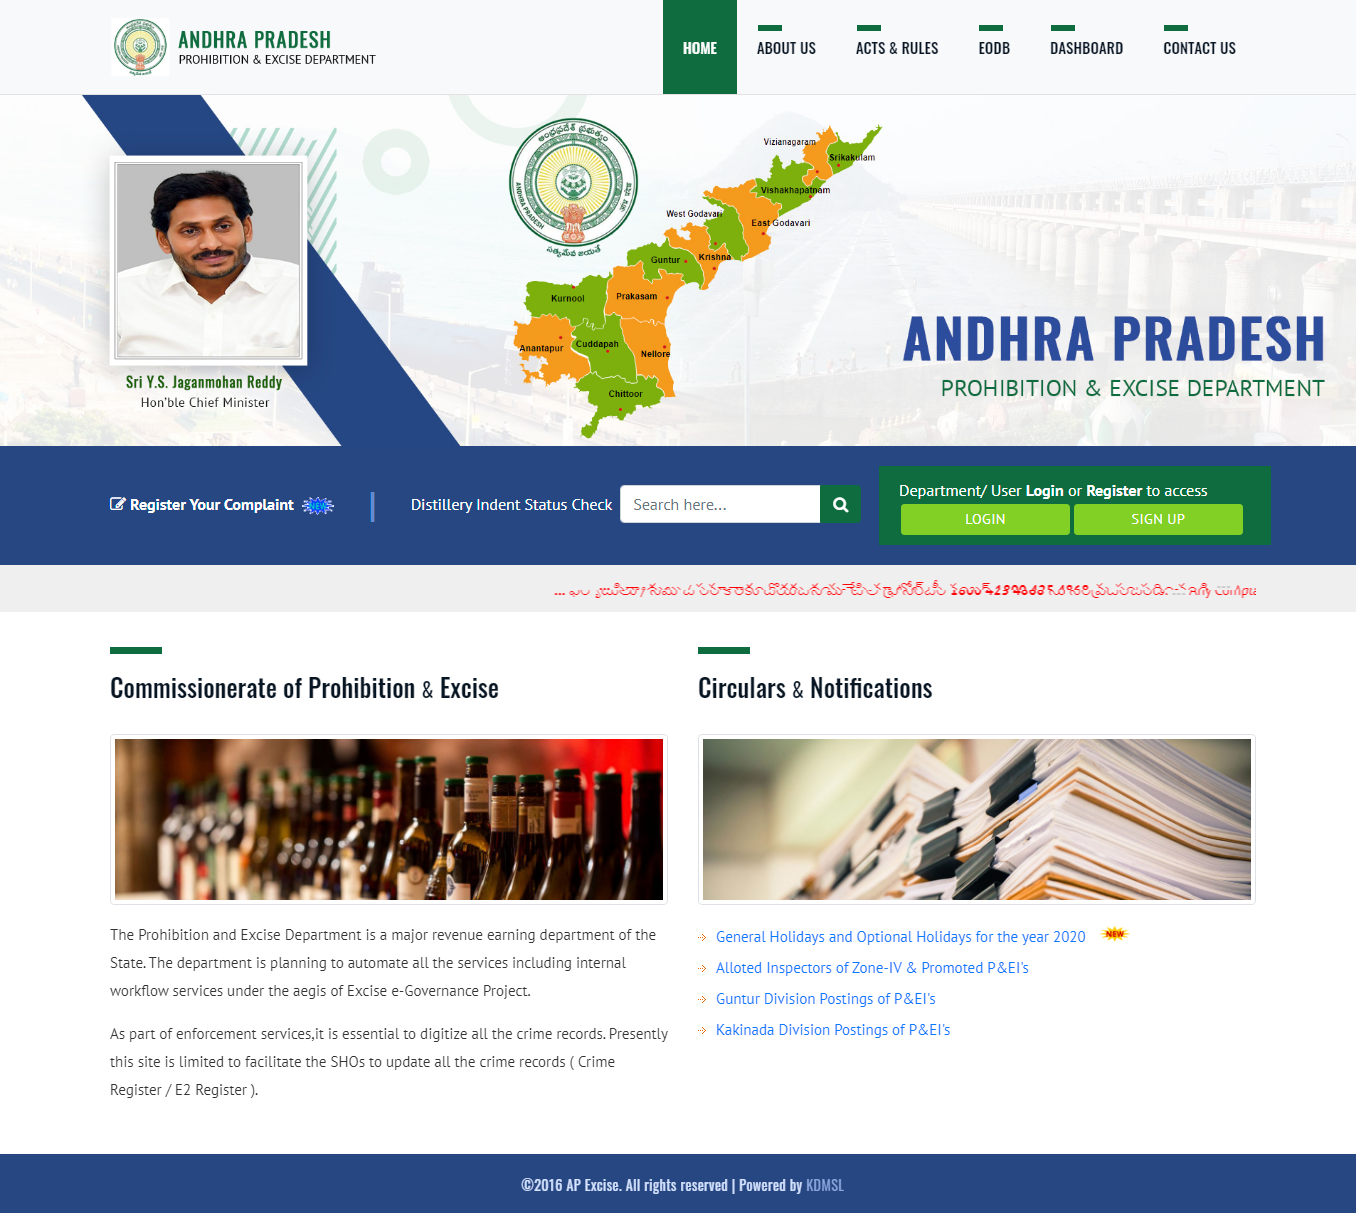 ANDHRA PRADESH
PROHIBITION & EXCISE DEPARTMENT
HOME
ABOUT US
ACTS & RULES
EODB
DASHBOARD
CONTACT US
ఆంధ్రప్రదేశ్ ప్రభుత్వం
ANDHRA PRADESH
సత్యమేవ జయతే
Vizianagaram
Srikakulam
Vishakhapatnam
West Godavari
East Godavari
Guntur
Krishna
Kurnool
Prakasam
Anantapur
Cuddapah
Nellore
Chittoor
Sri Y.S. Jaganmohan Reddy
Hon'ble Chief Minister
ANDHRA PRADESH
PROHIBITION & EXCISE DEPARTMENT
Register Your Complaint NEW
Distillery Indent Status Check
Search here...
Department/ User Login or Register to access
LOGIN
SIGN UP
Commissionerate of Prohibition & Excise
The Prohibition and Excise Department is a major revenue earning department of the
State. The department is planning to automate all the services including internal
workflow services under the aegis of Excise e-Governance Project.
As part of enforcement services,it is essential to digitize all the crime records. Presently
this site is limited to facilitate the SHOs to update all the crime records ( Crime
Register / E2 Register ).
Circulars & Notifications
General Holidays and Optional Holidays for the year 2020 NEW
Alloted Inspectors of Zone-IV & Promoted P&EI's
Guntur Division Postings of P&EI's
Kakinada Division Postings of P&EI's
©2016 AP Excise. All rights reserved | Powered by KDMSL